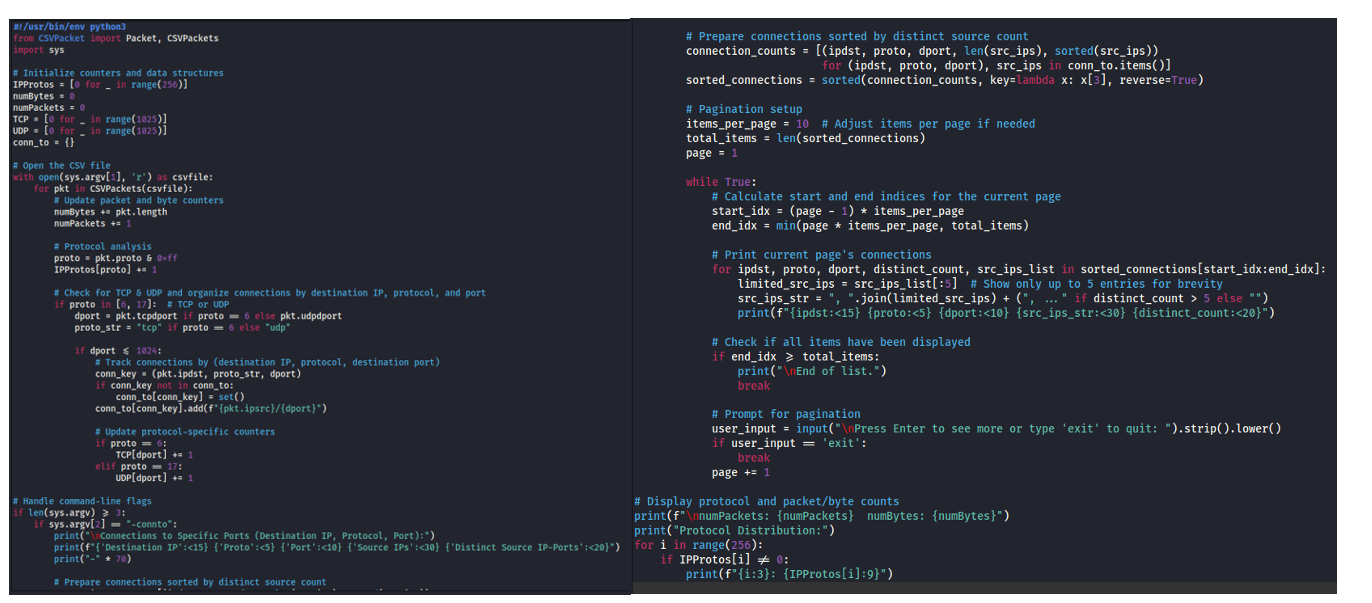 #!/usr/bin/env python3
from CSVPacket import Packet, CSVPackets
import sys

# Initialize counters and data structures
IPProtos = [0 for _ in range(256)]
numBytes = 0
numPackets = 0
TCP = [0 for _ in range(1025)]
UDP = [0 for _ in range(1025)]
conn_to = {}

# Open the CSV file
with open(sys.argv[1], 'r') as csvfile:
    for pkt in CSVPackets(csvfile):
        # Update packet and byte counters
        numBytes += pkt.length
        numPackets += 1

        # Protocol analysis
        proto = pkt.proto & 0×ff
        IPProtos[proto] += 1

        # Check for TCP & UDP and organize connections by destination IP, protocol, and port
        if proto in [6, 17]:  # TCP or UDP
            dport = pkt.tcpdport if proto == 6 else pkt.udpdport
            proto_str = "tcp" if proto == 6 else "udp"

            if dport ≤ 1024:
                # Track connections by (destination IP, protocol, destination port)
                conn_key = (pkt.ipdst, proto_str, dport)
                if conn_key not in conn_to:
                    conn_to[conn_key] = set()
                conn_to[conn_key].add(f"{pkt.ipsrc}/{dport}")

                # Update protocol-specific counters
                if proto == 6:
                    TCP[dport] += 1
                elif proto == 17:
                    UDP[dport] += 1

# Handle command-line flags
if len(sys.argv) ≥ 3:
    if sys.argv[2] == "-connto":
        print("\nConnections to Specific Ports (Destination IP, Protocol, Port):")
        print(f"{'Destination IP':<15} {'Proto':<5} {'Port':<10} {'Source IPs':<30} {'Distinct Source IP-Ports':<20}")
        print("-" * 70)

        # Prepare connections sorted by distinct source count
        # Prepare connections sorted by distinct source count
        connection_counts = [(ipdst, proto, dport, len(src_ips), sorted(src_ips))
                             for (ipdst, proto, dport), src_ips in conn_to.items()]
        sorted_connections = sorted(connection_counts, key=lambda x: x[3], reverse=True)

        # Pagination setup
        items_per_page = 10  # Adjust items per page if needed
        total_items = len(sorted_connections)
        page = 1

        while True:
            # Calculate start and end indices for the current page
            start_idx = (page - 1) * items_per_page
            end_idx = min(page * items_per_page, total_items)

            # Print current page's connections
            for ipdst, proto, dport, distinct_count, src_ips_list in sorted_connections[start_idx:end_idx]:
                limited_src_ips = src_ips_list[:5]  # Show only up to 5 entries for brevity
                src_ips_str = ", ".join(limited_src_ips) + (", ..." if distinct_count > 5 else "")
                print(f"{ipdst:<15} {proto:<5} {dport:<10} {src_ips_str:<30} {distinct_count:<20}")

            # Check if all items have been displayed
            if end_idx ≥ total_items:
                print("\nEnd of list.")
                break

            # Prompt for pagination
            user_input = input("\nPress Enter to see more or type 'exit' to quit: ").strip().lower()
            if user_input == 'exit':
                break
            page += 1

# Display protocol and packet/byte counts
print(f"\nnumPackets: {numPackets}  numBytes: {numBytes}")
print("Protocol Distribution:")
for i in range(256):
    if IPProtos[i] ≠ 0:
        print(f"{i:3}: {IPProtos[i]:9}")